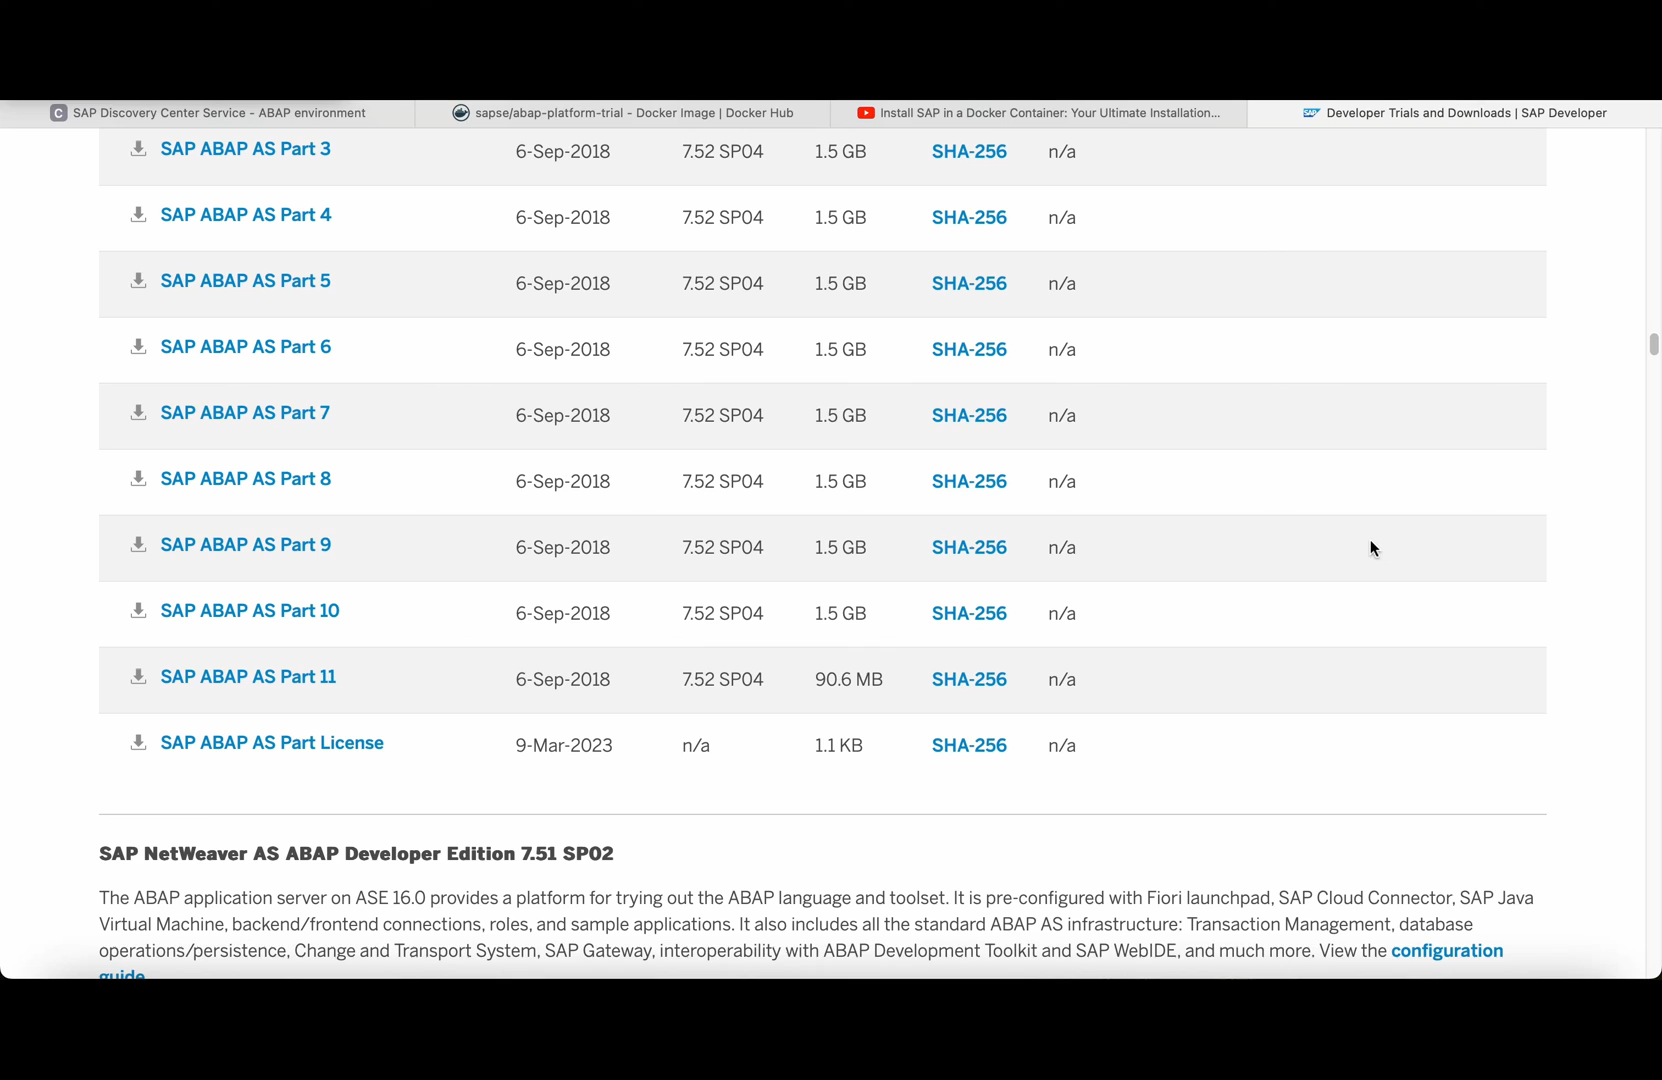 SAP Discovery Center Service - ABAP environment
sapse/abap-platform-trial - Docker Image | Docker Hub
Install SAP in a Docker Container: Your Ultimate Installation...
Developer Trials and Downloads | SAP Developer
SAP ABAP AS Part 3 6-Sep-2018 7.52 SP04 1.5 GB SHA-256 n/a
SAP ABAP AS Part 4 6-Sep-2018 7.52 SP04 1.5 GB SHA-256 n/a
SAP ABAP AS Part 5 6-Sep-2018 7.52 SP04 1.5 GB SHA-256 n/a
SAP ABAP AS Part 6 6-Sep-2018 7.52 SP04 1.5 GB SHA-256 n/a
SAP ABAP AS Part 7 6-Sep-2018 7.52 SP04 1.5 GB SHA-256 n/a
SAP ABAP AS Part 8 6-Sep-2018 7.52 SP04 1.5 GB SHA-256 n/a
SAP ABAP AS Part 9 6-Sep-2018 7.52 SP04 1.5 GB SHA-256 n/a
SAP ABAP AS Part 10 6-Sep-2018 7.52 SP04 1.5 GB SHA-256 n/a
SAP ABAP AS Part 11 6-Sep-2018 7.52 SP04 90.6 MB SHA-256 n/a
SAP ABAP AS Part License 9-Mar-2023 n/a 1.1 KB SHA-256 n/a
SAP NetWeaver AS ABAP Developer Edition 7.51 SP02
The ABAP application server on ASE 16.0 provides a platform for trying out the ABAP language and toolset. It is pre-configured with Fiori launchpad, SAP Cloud Connector, SAP Java
Virtual Machine, backend/frontend connections, roles, and sample applications. It also includes all the standard ABAP AS infrastructure: Transaction Management, database
operations/persistence, Change and Transport System, SAP Gateway, interoperability with ABAP Development Toolkit and SAP WebIDE, and much more. View the configuration
guide.